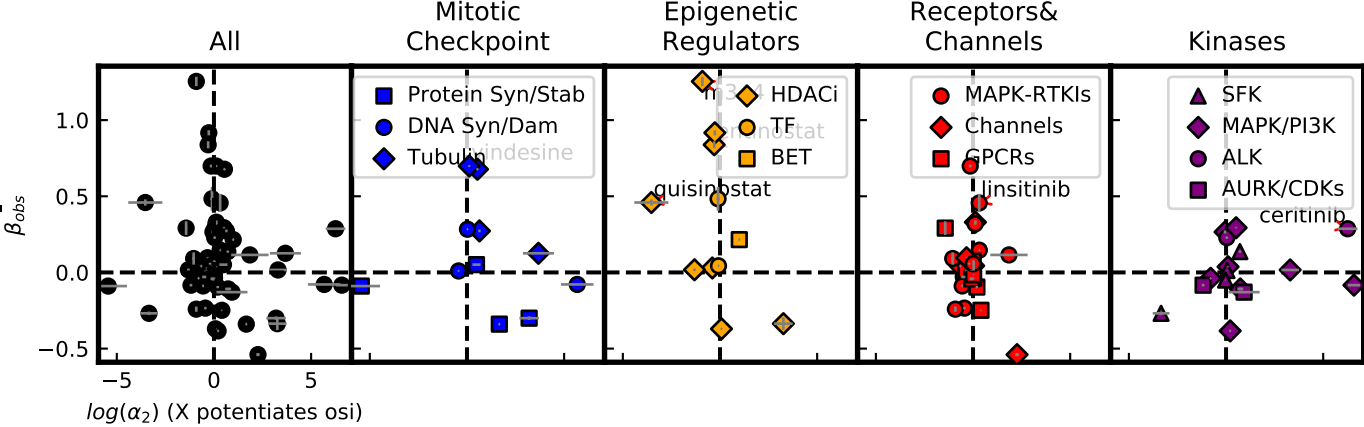 All
Mitotic
Checkpoint
Epigenetic
Regulators
Receptors&
Channels
Kinases
β̄obs
1.0
0.5
0.0
−0.5
−5 0 5
log(α2) (X potentiates osi)
Protein Syn/Stab
DNA Syn/Dam
Tubulin
vindesine
HDACi
TF
BET
quisinostat
MAPK-RTKIs
Channels
GPCRs
linsitinib
SFK
MAPK/PI3K
ALK
AURK/CDKs
ceritinib